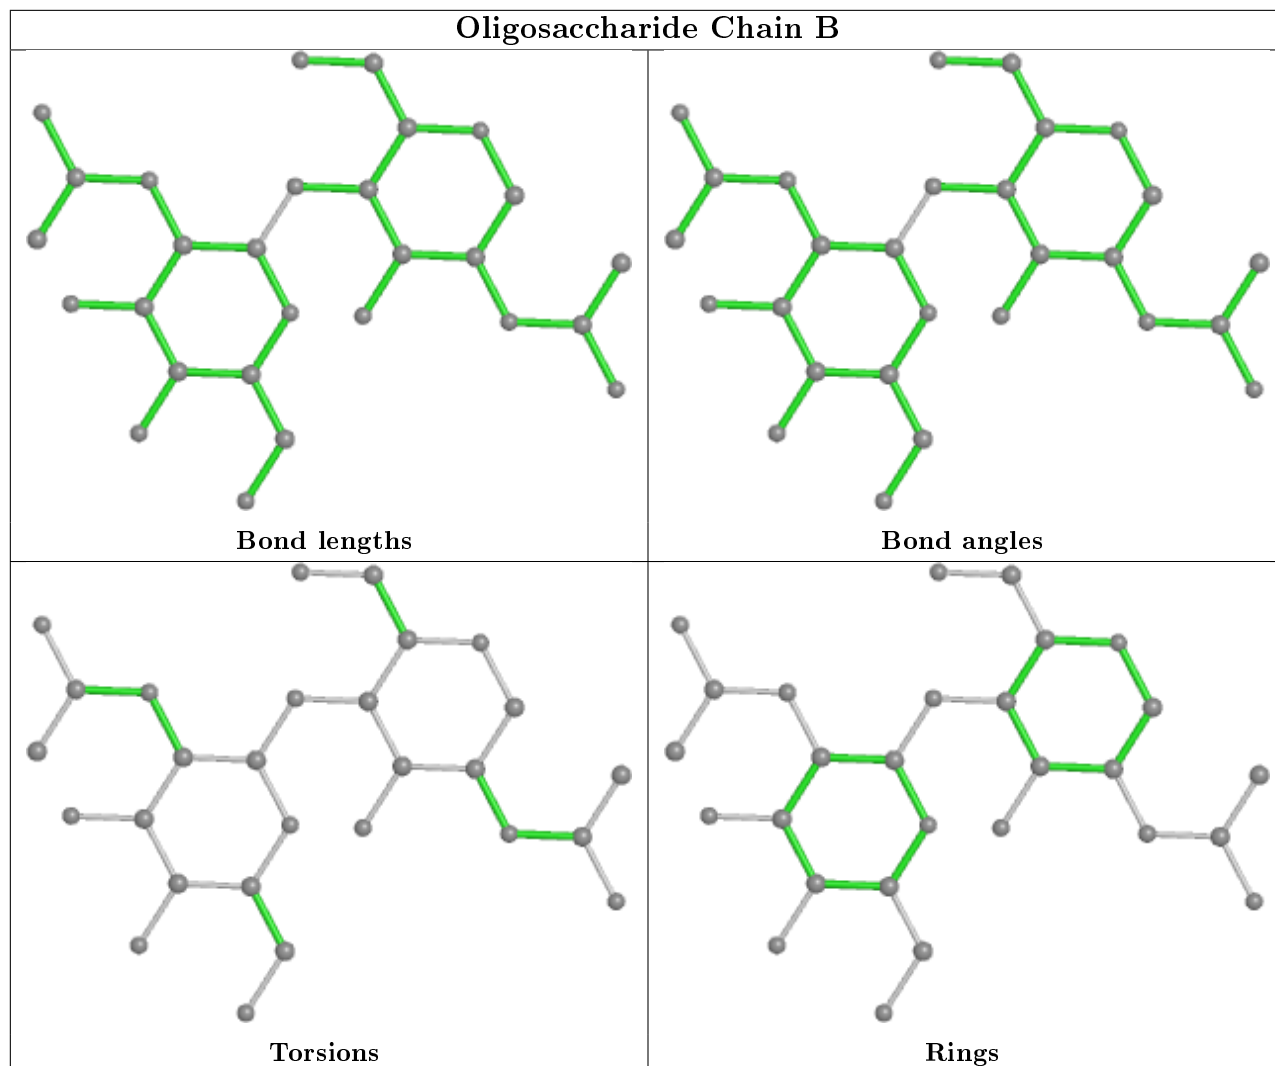 Oligosaccharide Chain B
Bond lengths
Bond angles
Torsions
Rings